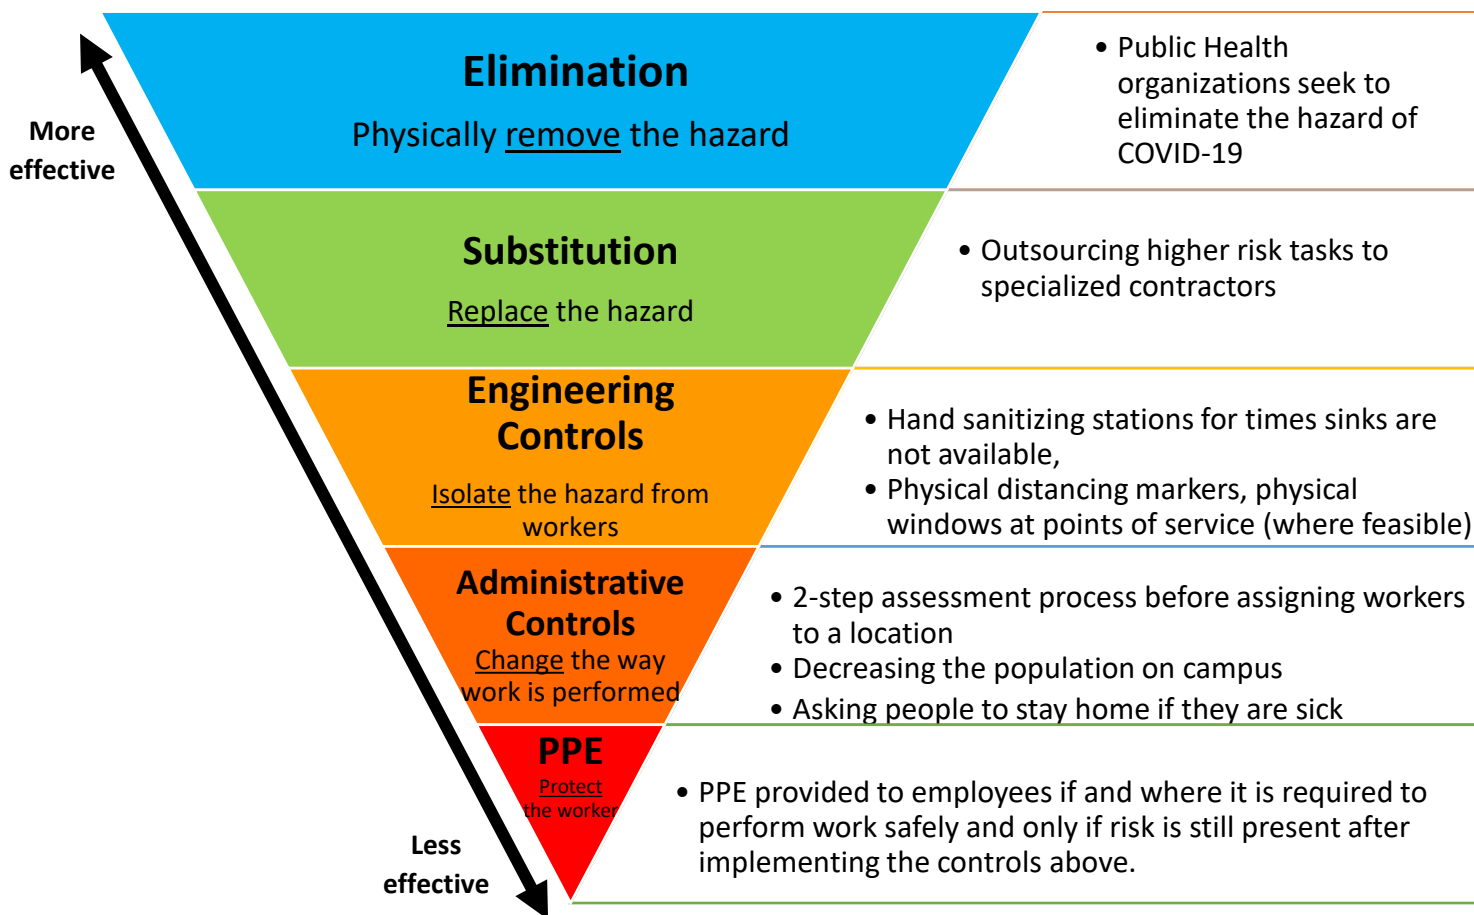 More
effective
Elimination
Physically remove the hazard
• Public Health
organizations seek to
eliminate the hazard of
COVID-19
Substitution
Replace the hazard
• Outsourcing higher risk tasks to
specialized contractors
Engineering
Controls
Isolate the hazard from
workers
• Hand sanitizing stations for times sinks are
not available,
• Physical distancing markers, physical
windows at points of service (where feasible)
Administrative
Controls
Change the way
work is performed
• 2-step assessment process before assigning workers
to a location
• Decreasing the population on campus
• Asking people to stay home if they are sick
PPE
Protect
the worker
• PPE provided to employees if and where it is required to
perform work safely and only if risk is still present after
implementing the controls above.
Less
effective